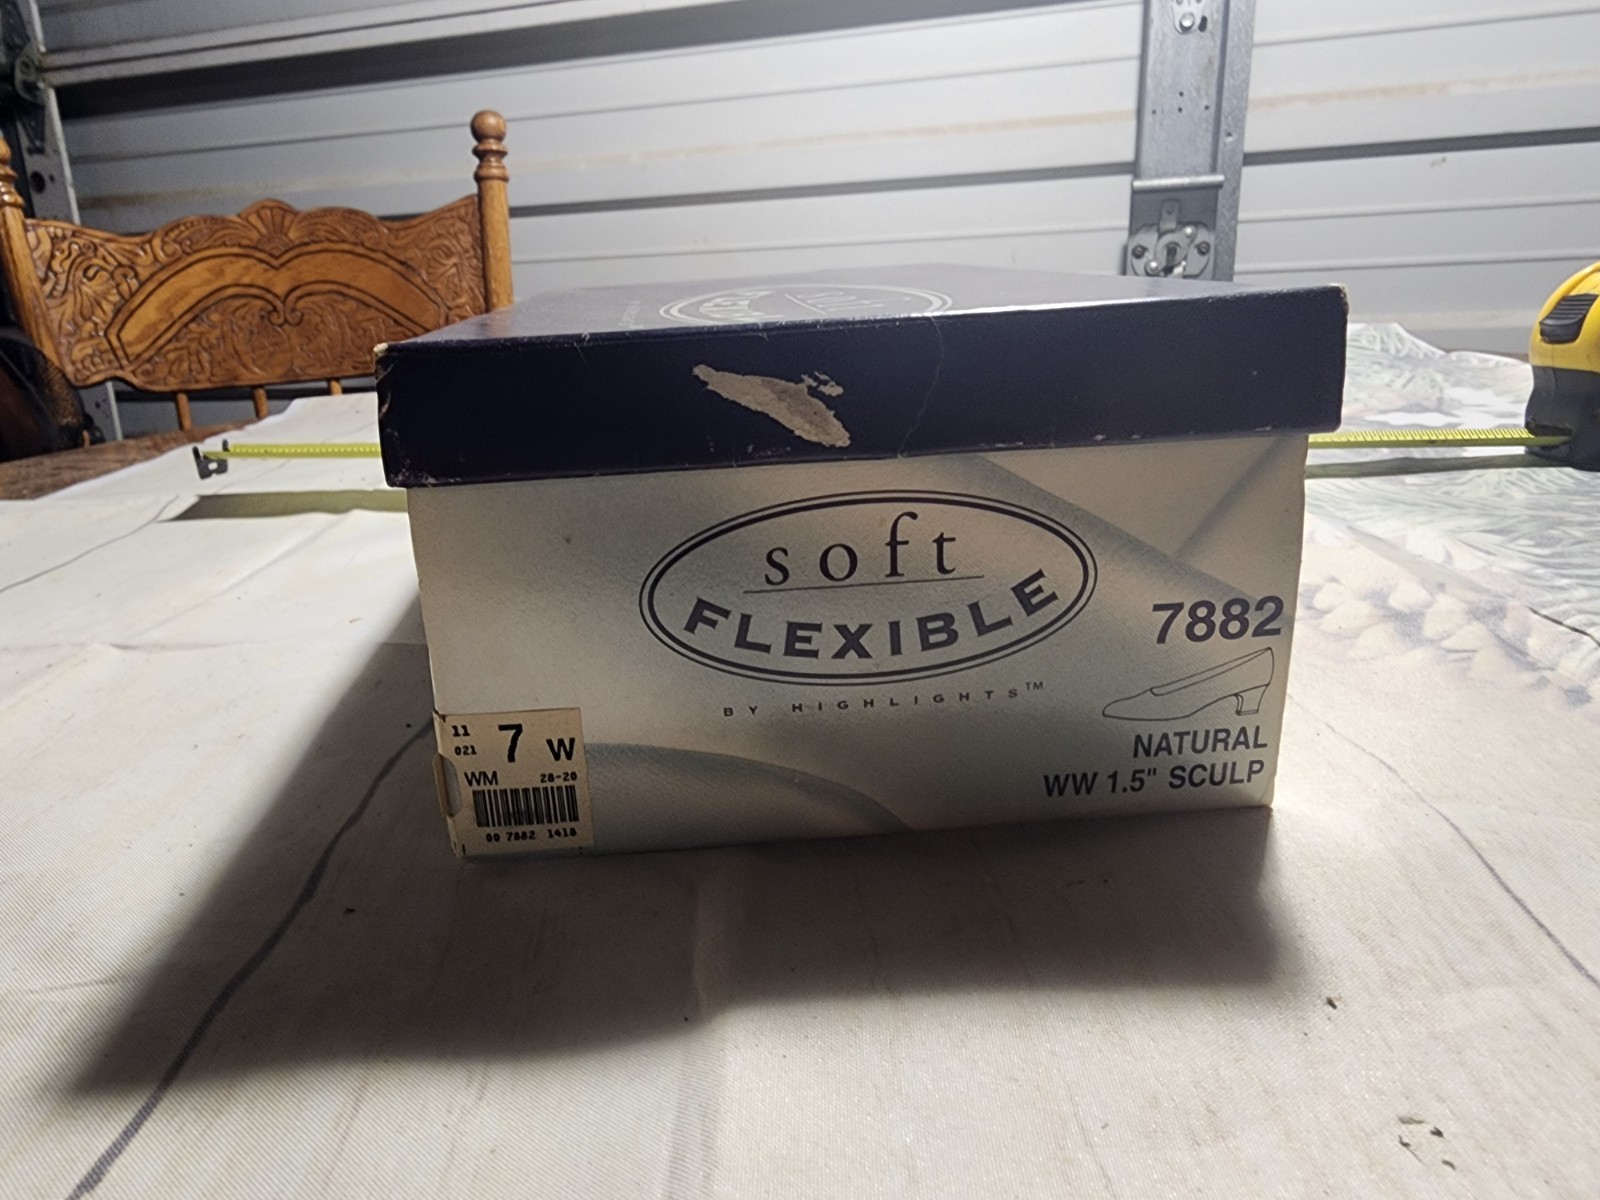 soft
soft
FLEXIBLE
BY HIGHLIGHTS™
7882
NATURAL
WW 1.5" SCULP
11
021
7 W
WM 28-20
00 7882 1418